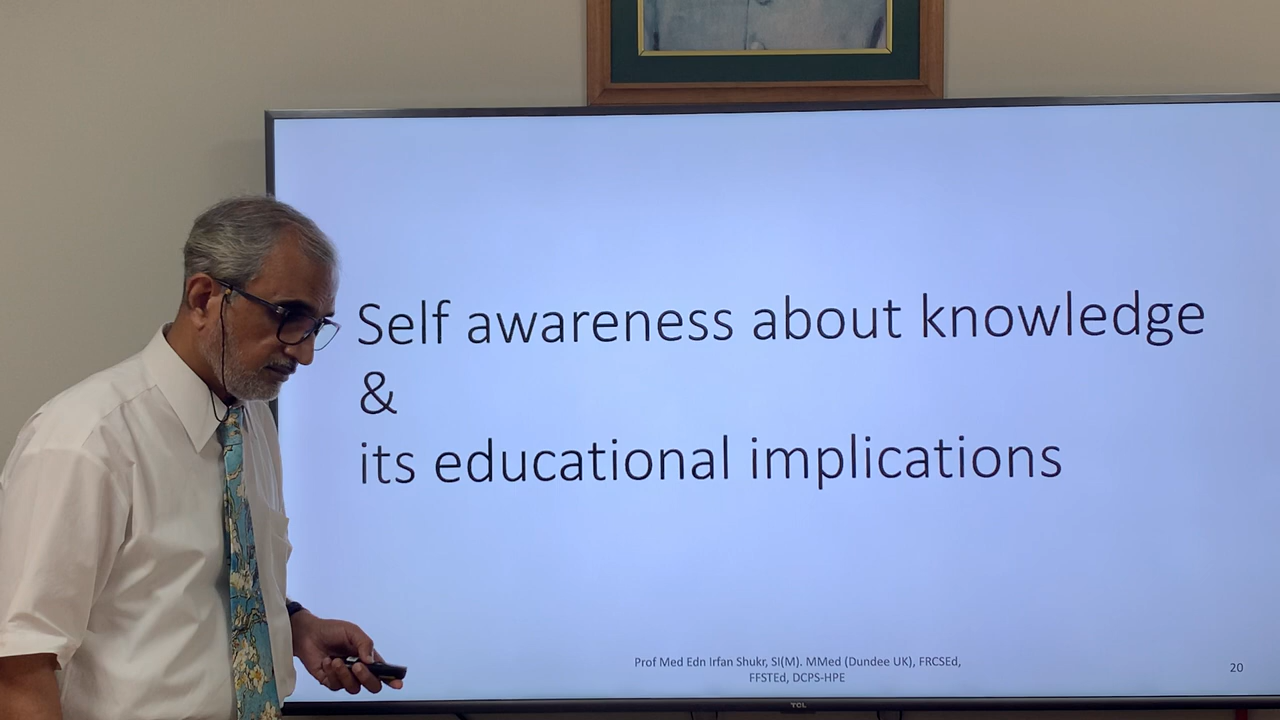 Self awareness about knowledge
&
its educational implications
Prof Med Edn Irfan Shukr, SI(M). MMed (Dundee UK), FRCSEd,
FFSTEd, DCPS-HPE
20
TCL